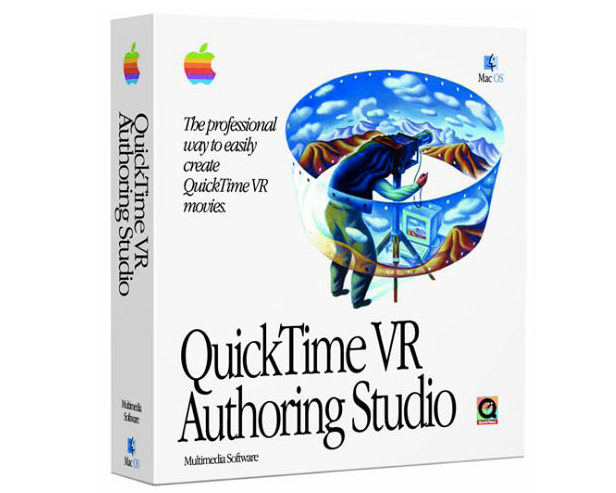 QuickTime VR
Authoring Studio
Multimedia
Software
Mac OS
Mac OS
The professional
way to easily
create
QuickTime VR
movies.
QuickTime VR
Authoring Studio
Multimedia Software